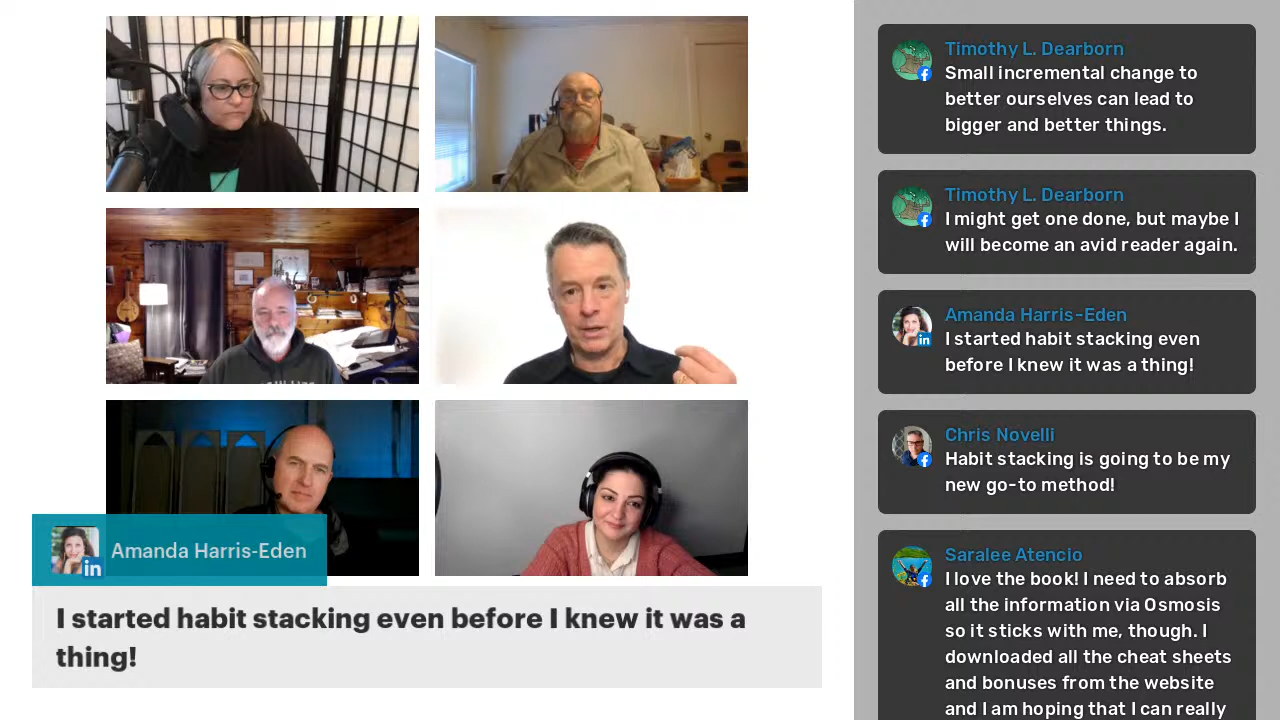 Amanda Harris-Eden
I started habit stacking even before I knew it was a
thing!
Timothy L. Dearborn
Small incremental change to
better ourselves can lead to
bigger and better things.
Timothy L. Dearborn
I might get one done, but maybe I
will become an avid reader again.
Amanda Harris-Eden
I started habit stacking even
before I knew it was a thing!
Chris Novelli
Habit stacking is going to be my
new go-to method!
Saralee Atencio
I love the book! I need to absorb
all the information via Osmosis
so it sticks with me, though. I
downloaded all the cheat sheets
and bonuses from the website
and I am hoping that I can really